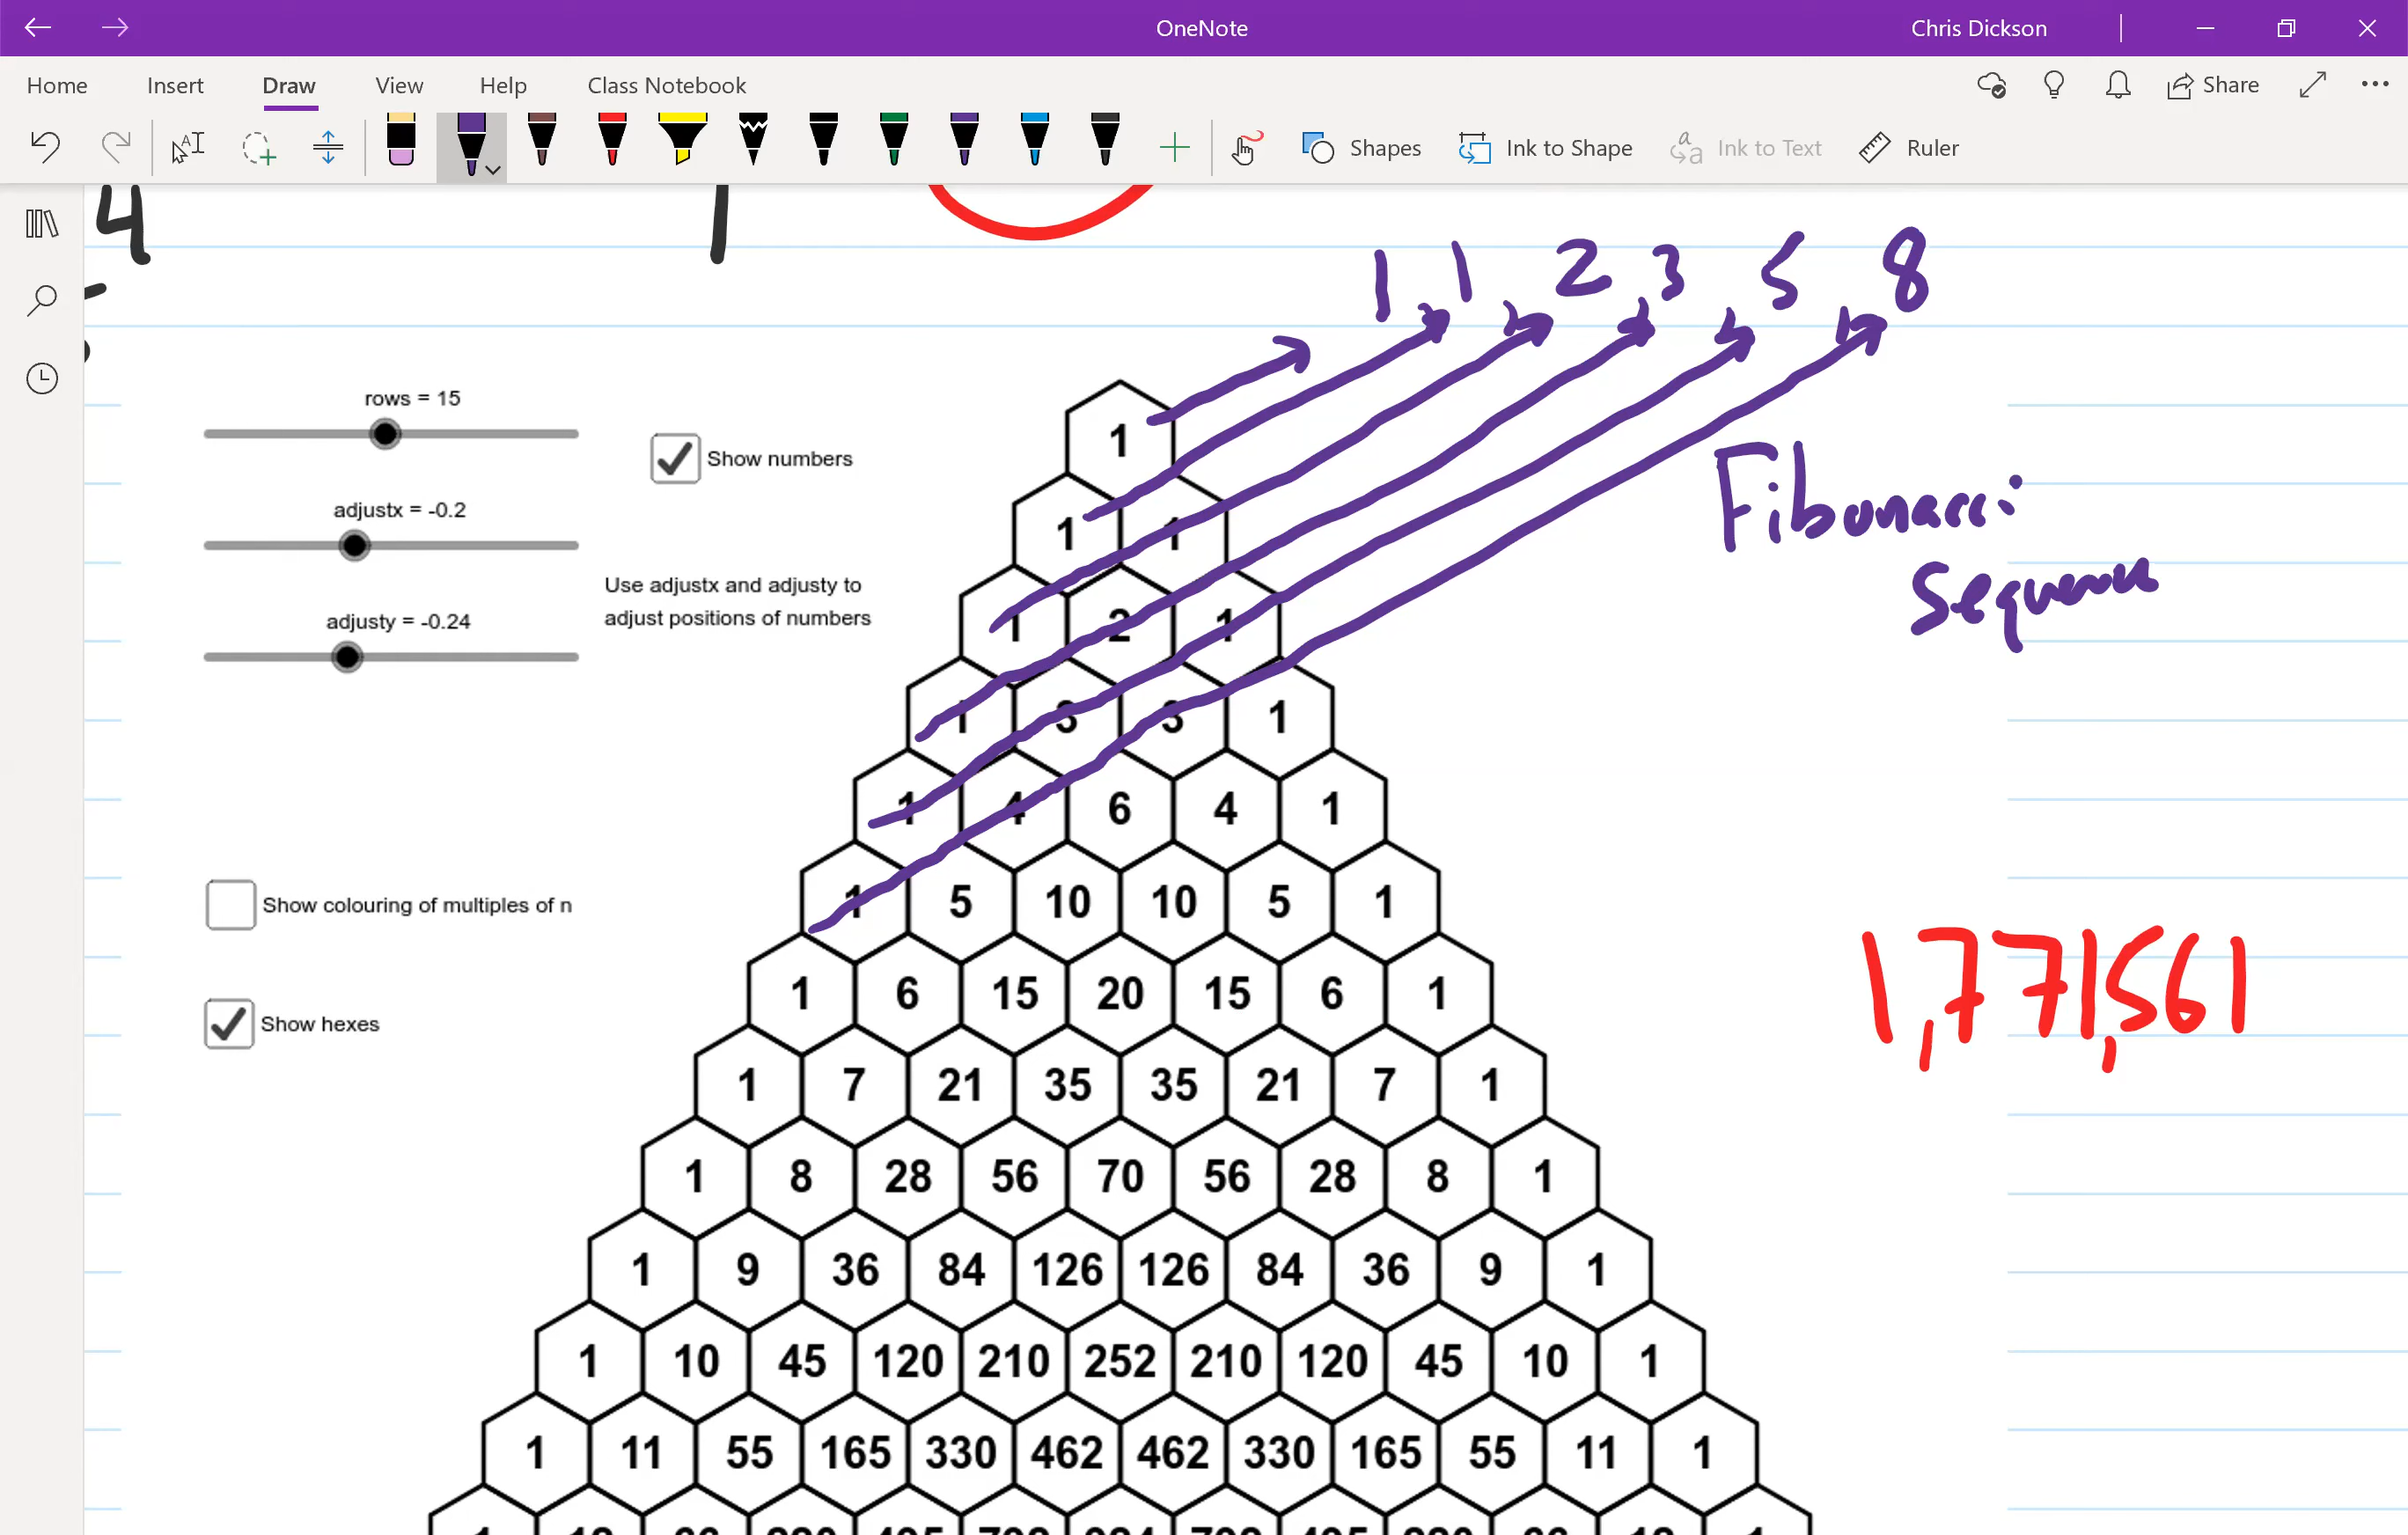 OneNote
Chris Dickson
Home Insert Draw View Help Class Notebook
Share
Shapes Ink to Shape Ink to Text Ruler
4
1, 1, 2, 3, 5, 8
rows = 15
Show numbers
adjustx = -0.2
Use adjustx and adjusty to
adjust positions of numbers
adjusty = -0.24
Fibonacci
Sequence
Show colouring of multiples of n
Show hexes
1,771,561
1
1 1
1 2 1
1 3 3 1
1 4 6 4 1
1 5 10 10 5 1
1 6 15 20 15 6 1
1 7 21 35 35 21 7 1
1 8 28 56 70 56 28 8 1
1 9 36 84 126 126 84 36 9 1
1 10 45 120 210 252 210 120 45 10 1
1 11 55 165 330 462 462 330 165 55 11 1